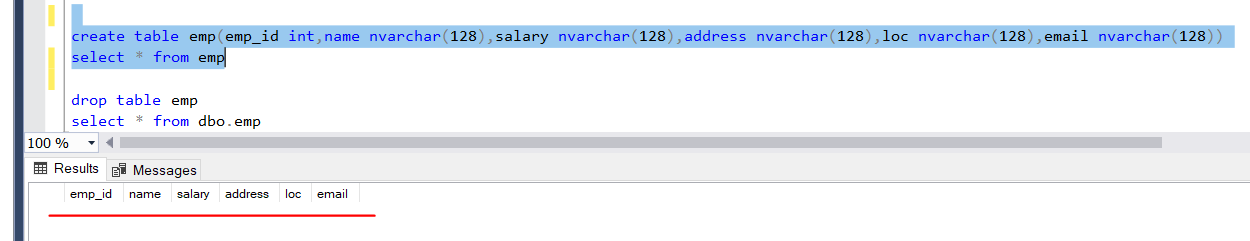 create table emp(emp_id int,name nvarchar(128),salary nvarchar(128),address nvarchar(128),loc nvarchar(128),email nvarchar(128))
select * from emp
drop table emp
select * from dbo.emp
100 %
Results Messages
emp_id name salary address loc email